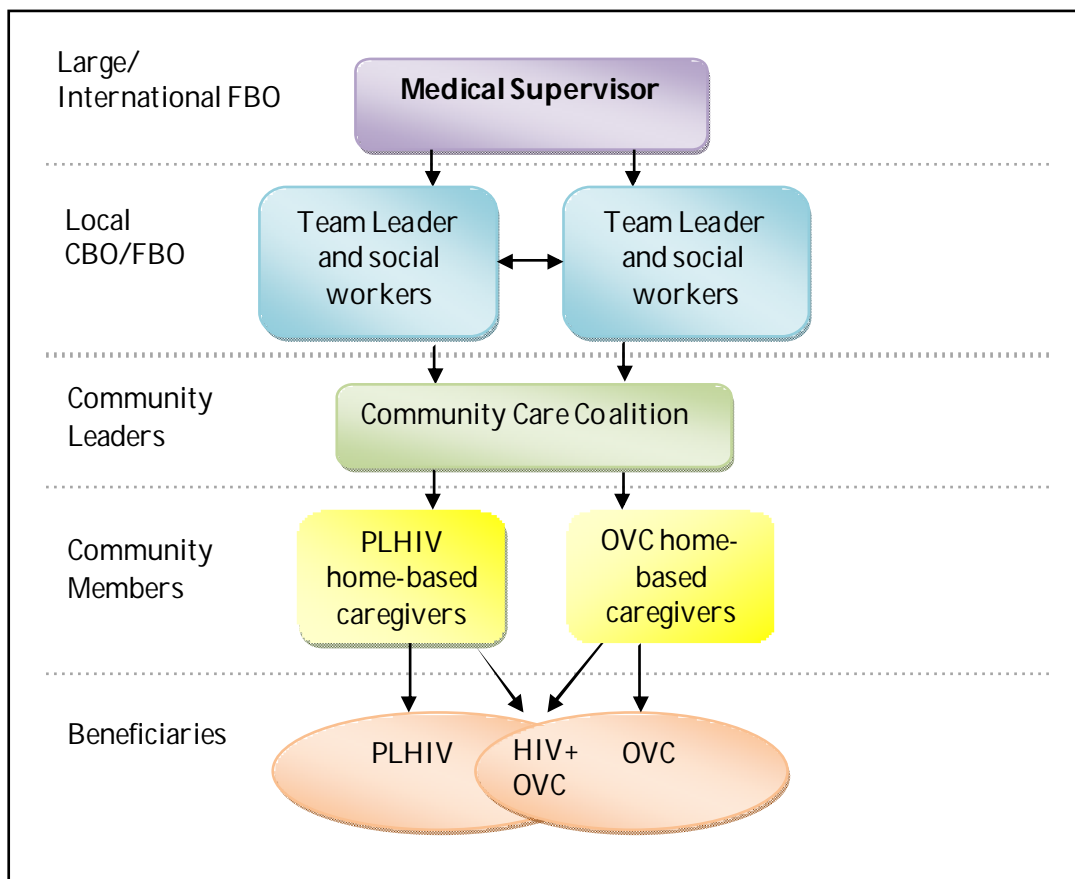 Large/
International FBO
Medical Supervisor
Local
CBO/FBO
Team Leader
and social
workers
Team Leader
and social
workers
Community
Leaders
Community Care Coalition
Community
Members
PLHIV
home-based
caregivers
OVC home-
based
caregivers
Beneficiaries
PLHIV
HIV+
OVC
OVC